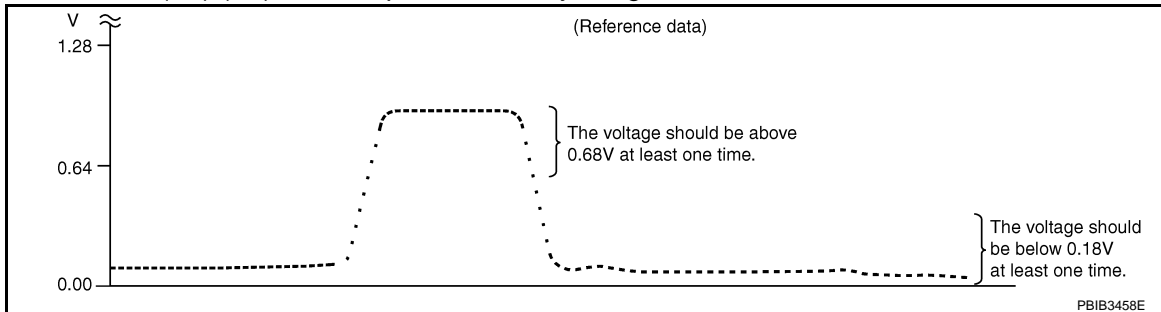 V
(Reference data)
1.28
The voltage should be above
0.68V at least one time.
0.64
The voltage should
be below 0.18V
at least one time.
0.00
PBIB3458E